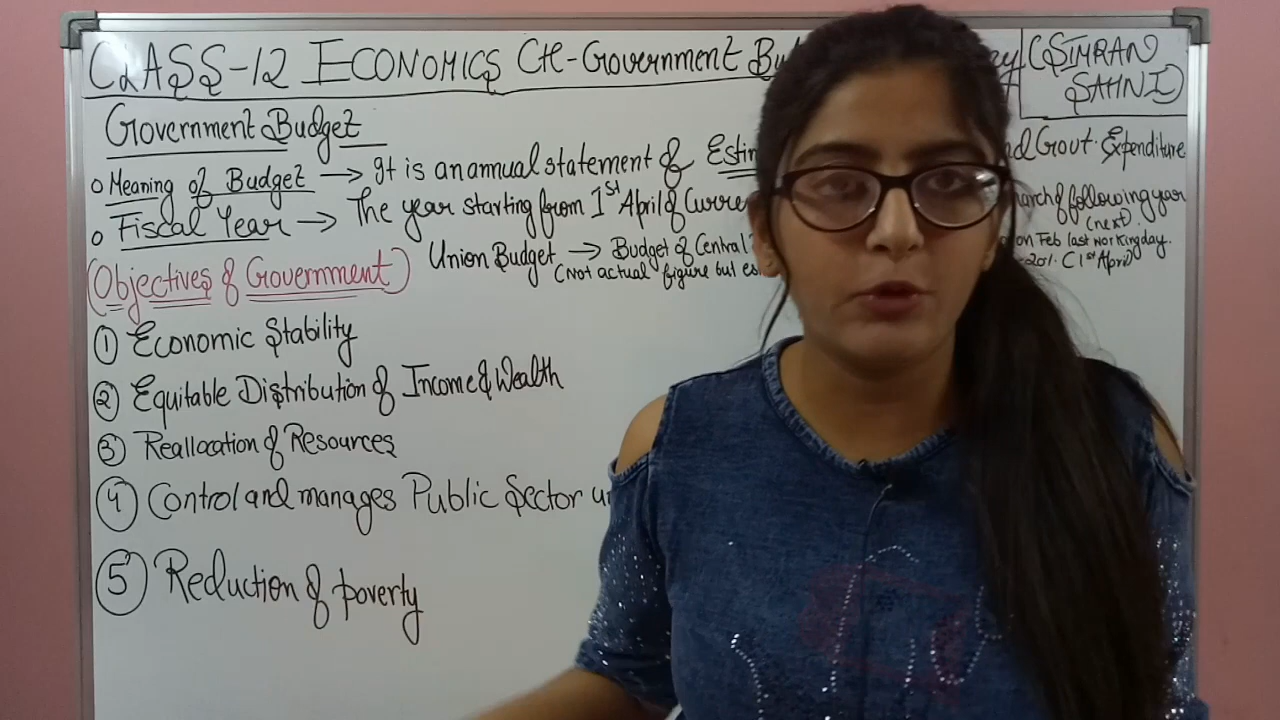 CLASS-12 ECONOMICS CH-Government Bu (SIMRAN SAHNI)
Government Budget
Meaning of Budget → It is an annual statement of Estim nd Govt. Expenditure
Fiscal Year → The year starting from 1st April of Curre march of following year
(next)
Union Budget → Budget of Central on Feb last working day.
(Not actual figure but es (1st April)
(Objectives of Government)
① Economic Stability
② Equitable Distribution of Income & Wealth
③ Reallocation of Resources
④ Control and manages Public Sector u
⑤ Reduction of poverty